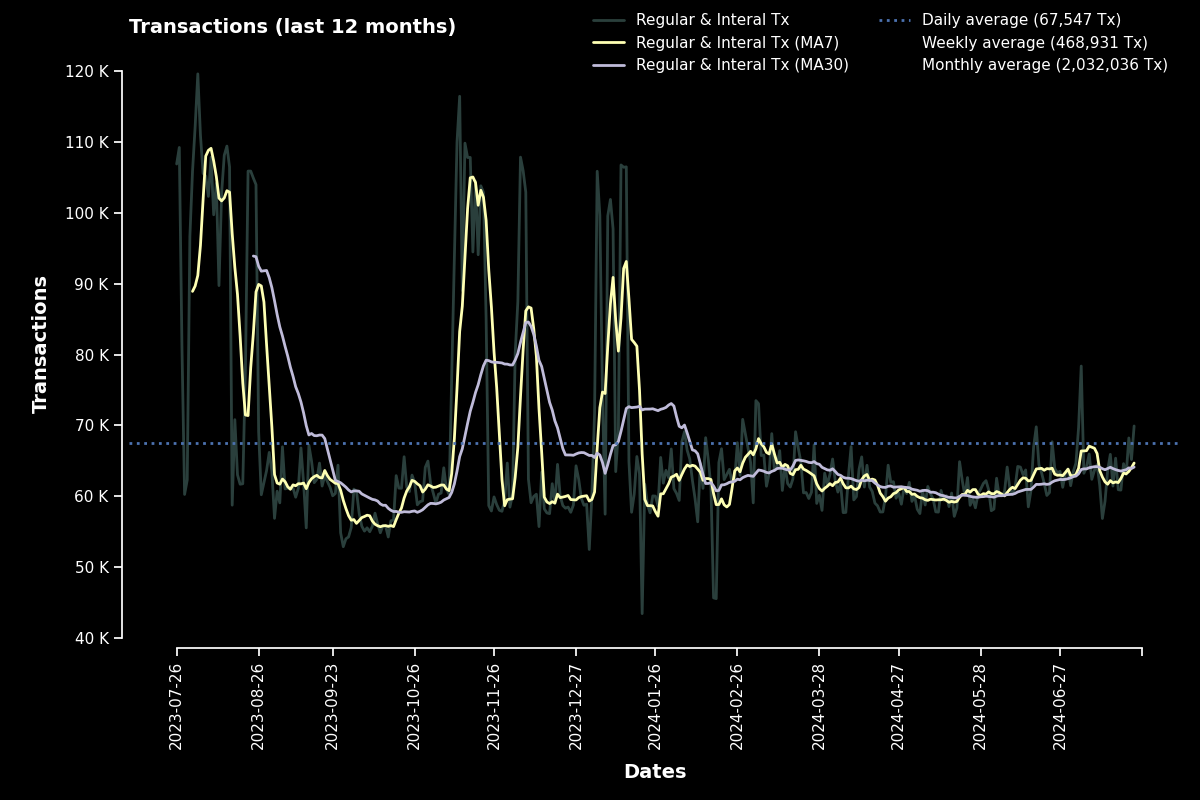 Transactions (last 12 months)
Regular & Interal Tx
Regular & Interal Tx (MA7)
Regular & Interal Tx (MA30)
Daily average (67,547 Tx)
Weekly average (468,931 Tx)
Monthly average (2,032,036 Tx)
Transactions
120 K
110 K
100 K
90 K
80 K
70 K
60 K
50 K
40 K
2023-07-26
2023-08-26
2023-09-23
2023-10-26
2023-11-26
2023-12-27
2024-01-26
2024-02-26
2024-03-28
2024-04-27
2024-05-28
2024-06-27
Dates